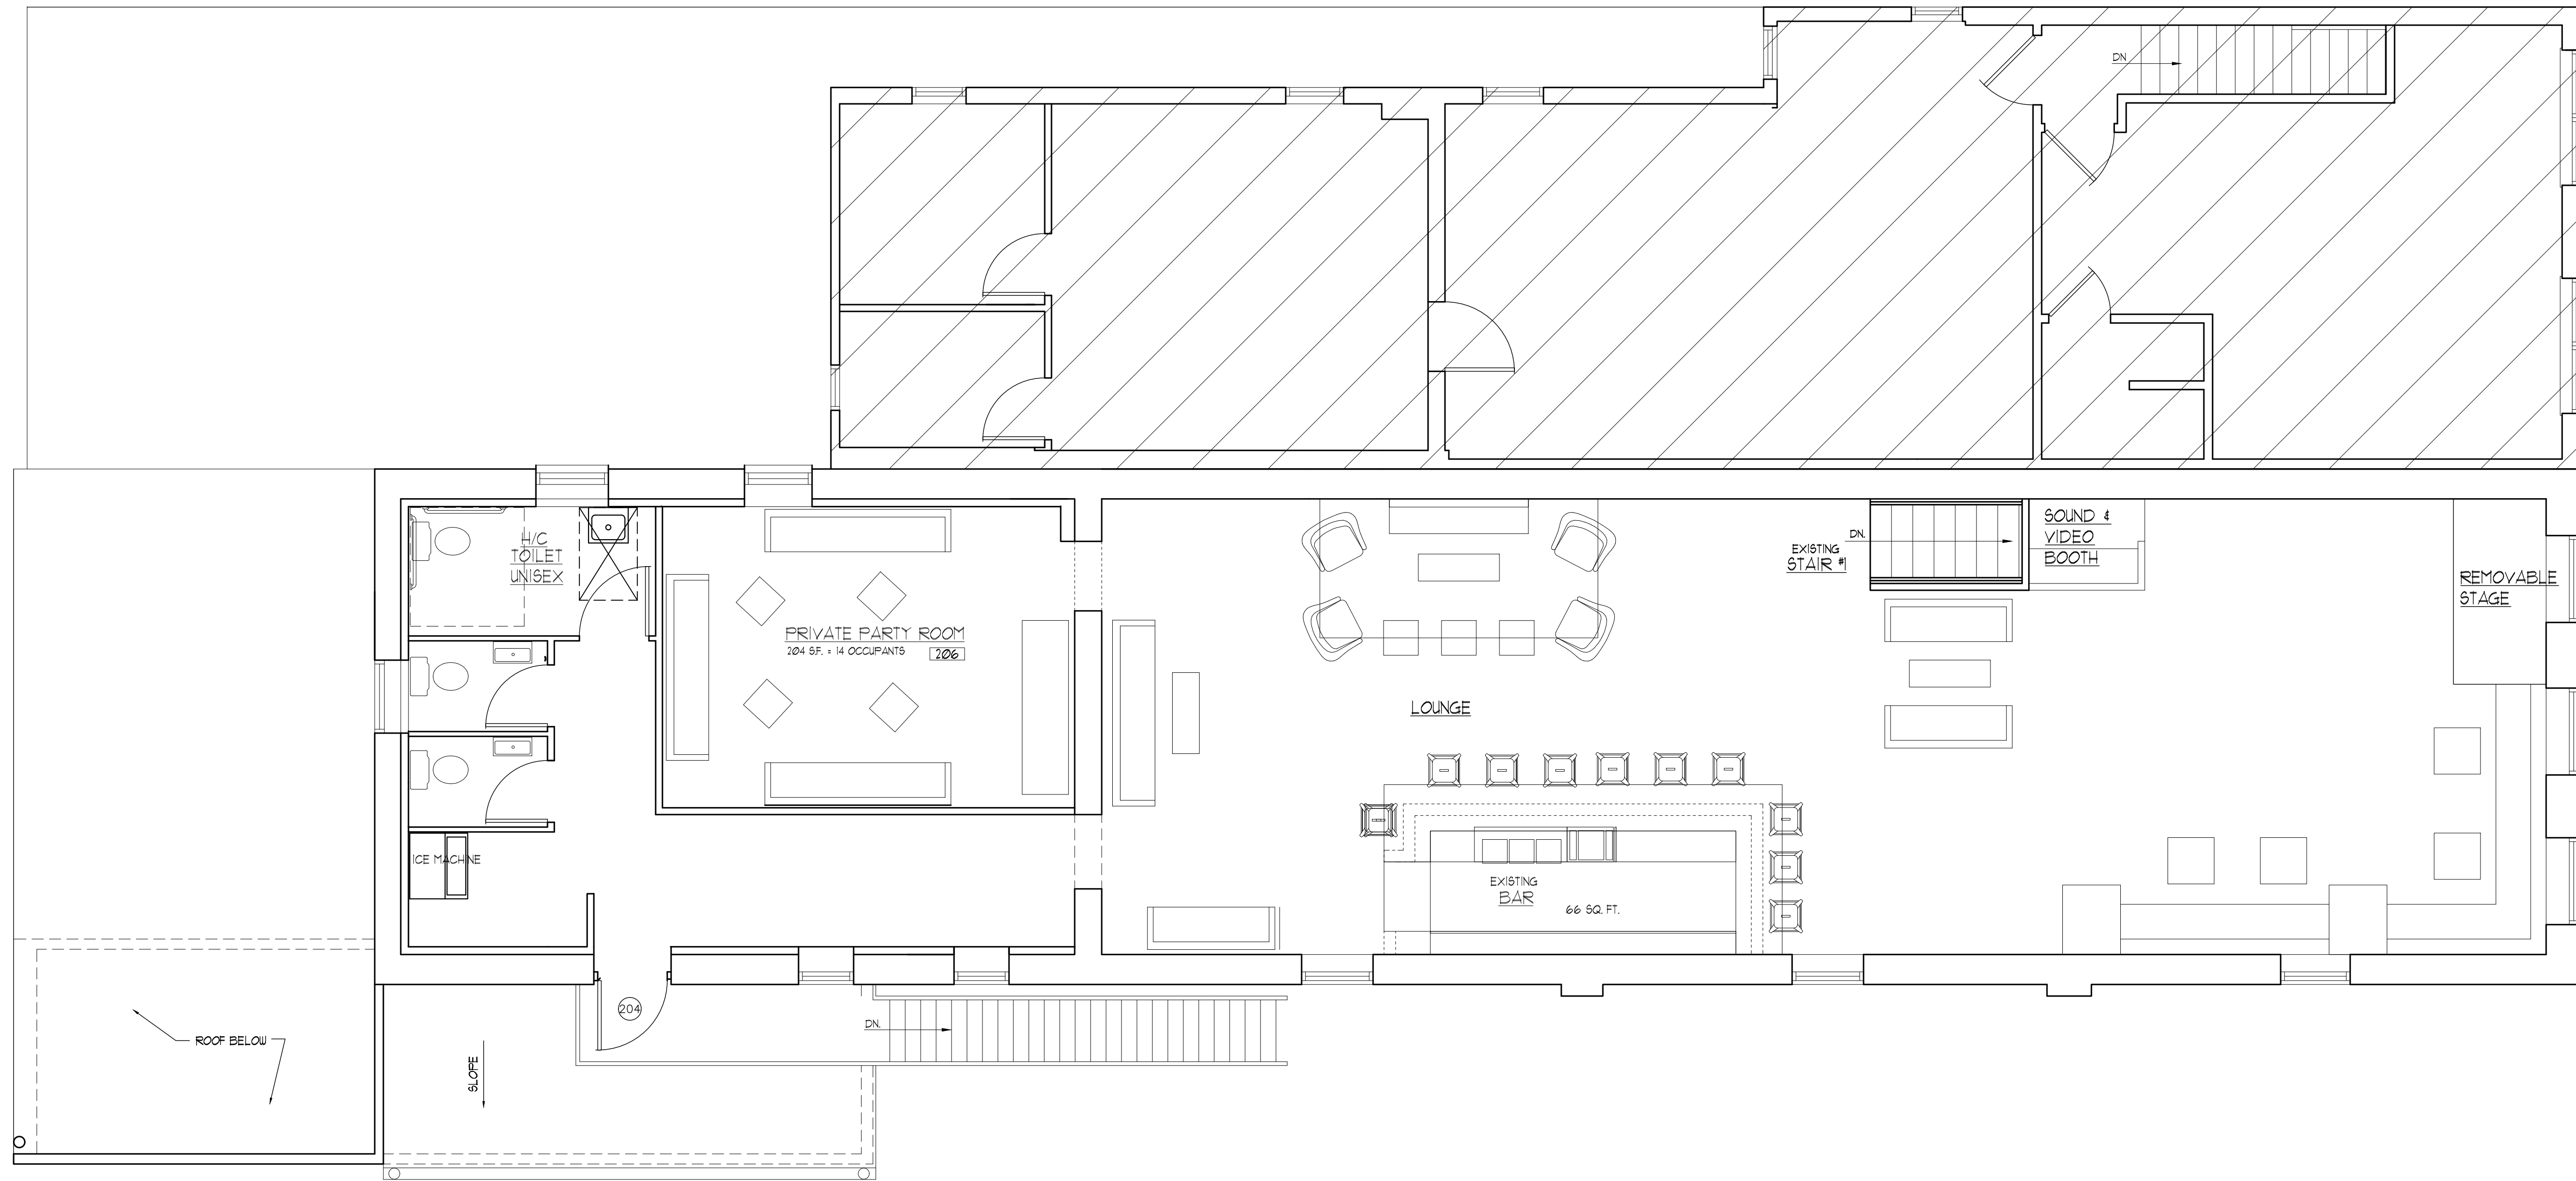 DN
H/C
TOILET
UNISEX
PRIVATE PARTY ROOM
204 S.F. = 14 OCCUPANTS
206
ICE MACHINE
LOUNGE
EXISTING
STAIR #1
DN.
SOUND &
VIDEO
BOOTH
REMOVABLE
STAGE
EXISTING
BAR
66 SQ. FT.
204
DN.
ROOF BELOW
SLOPE